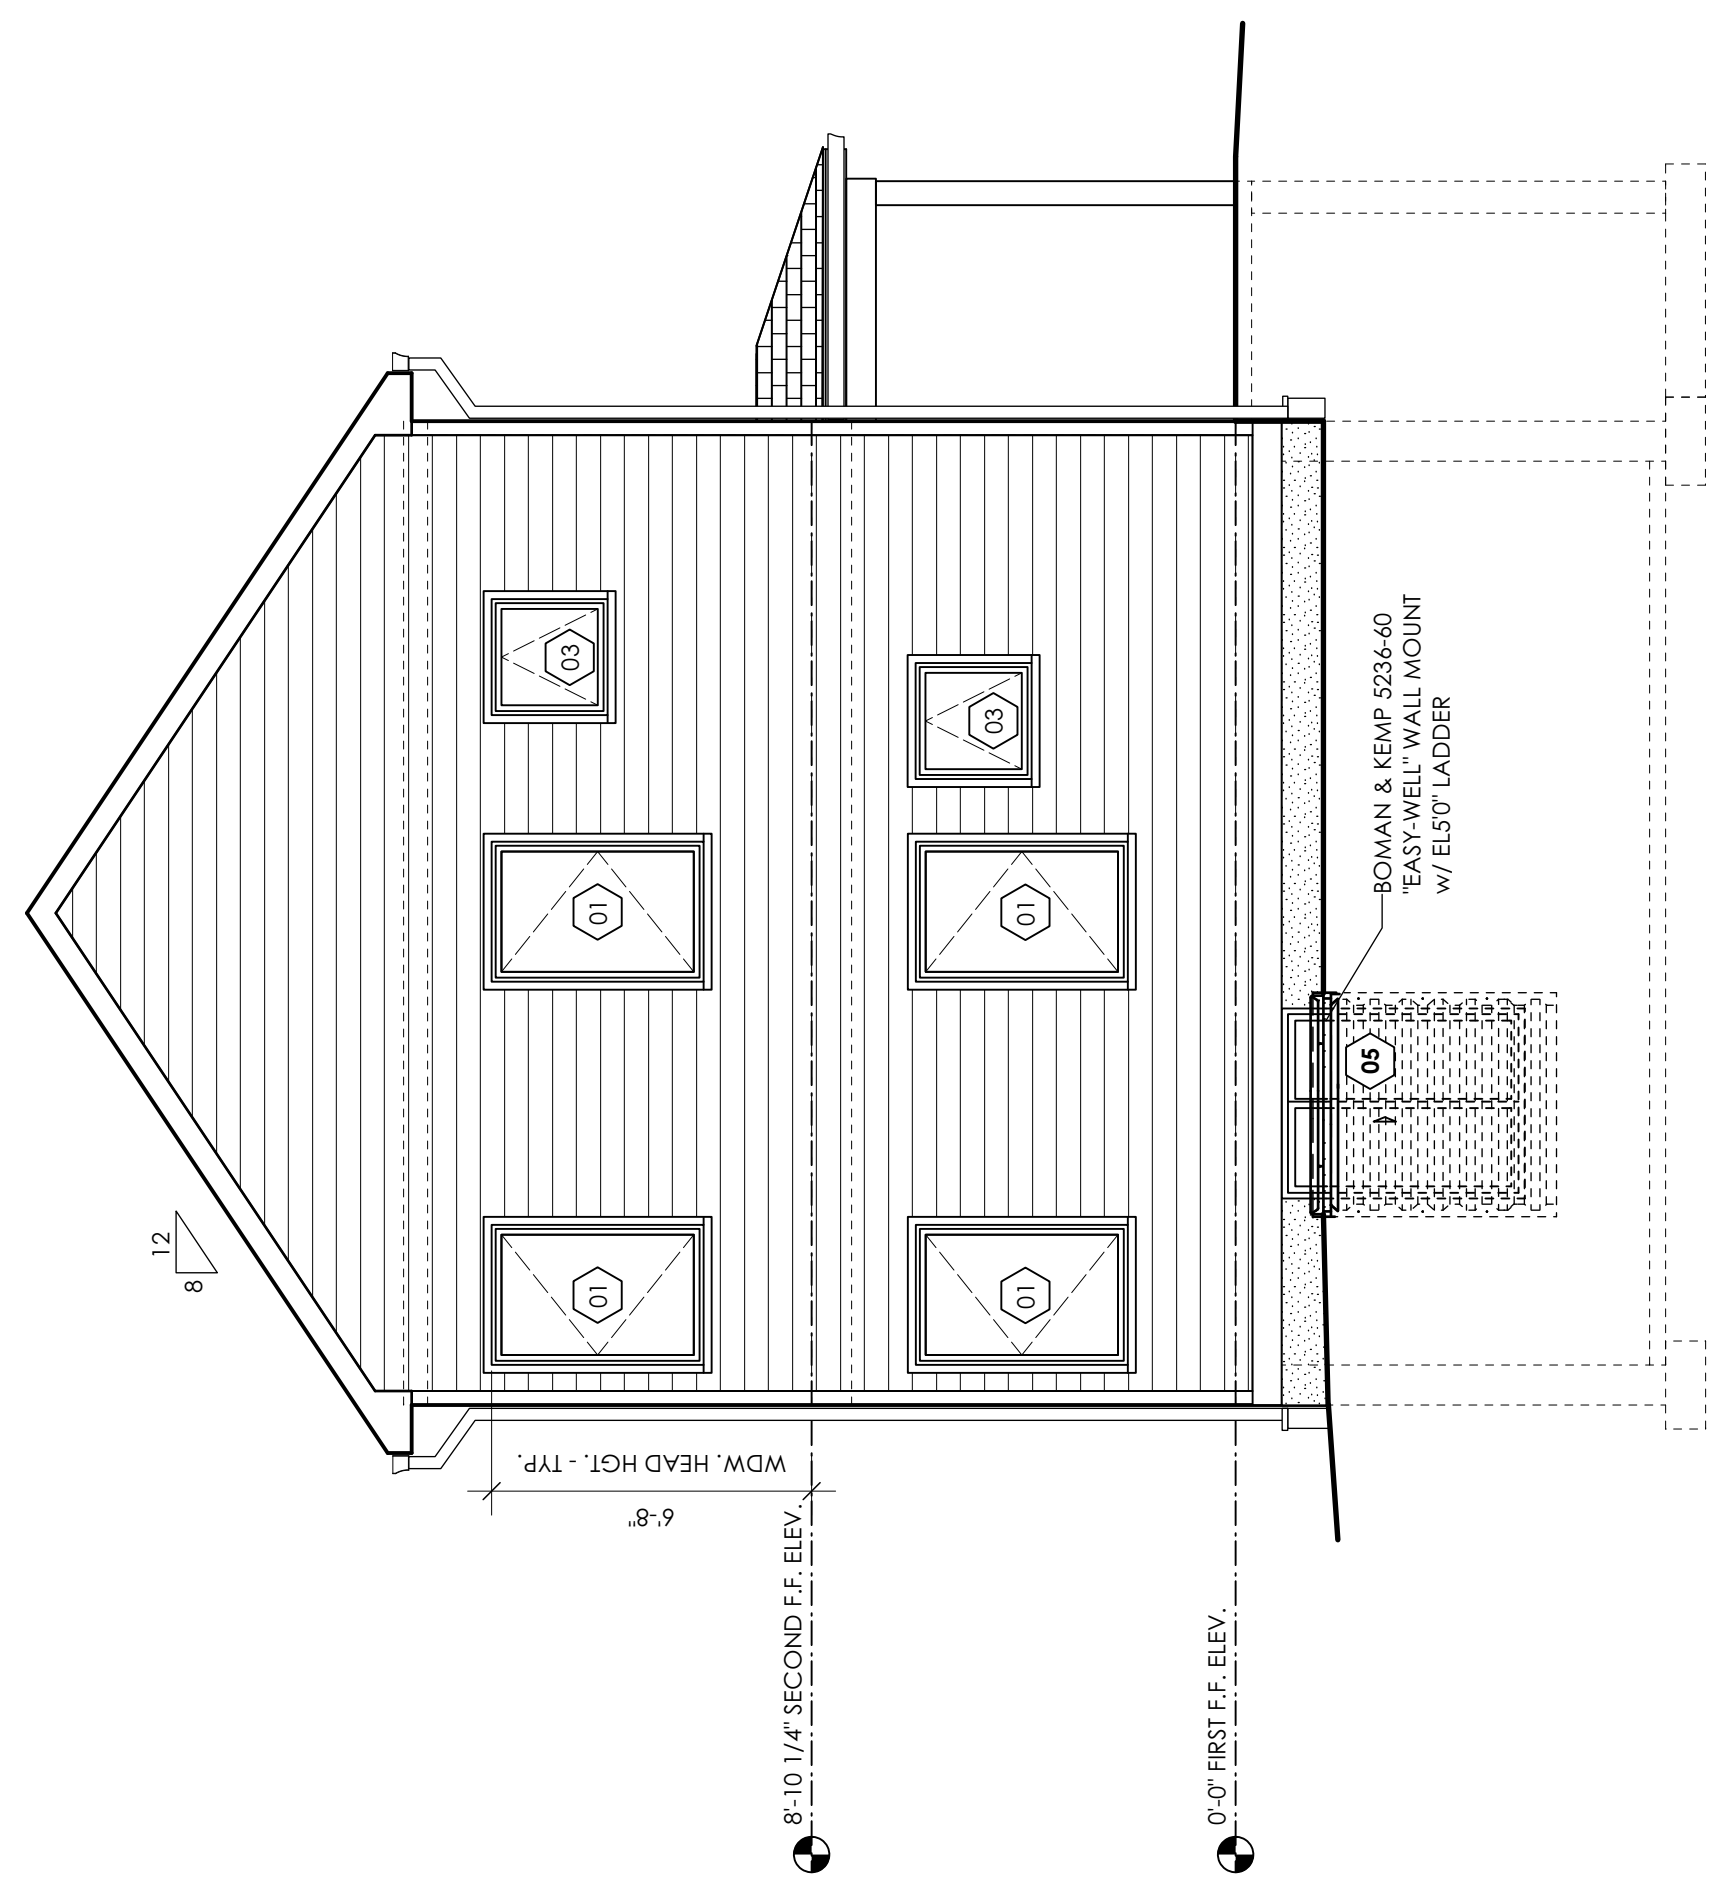 12
8
03
03
01
01
01
01
WDW. HEAD HGT. - TYP.
6'-8"
8'-10 1/4" SECOND F.F. ELEV.
0'-0" FIRST F.F. ELEV.
05
BOMAN & KEMP 5236-60
"EASY-WELL" WALL MOUNT
W/ EL5'0" LADDER